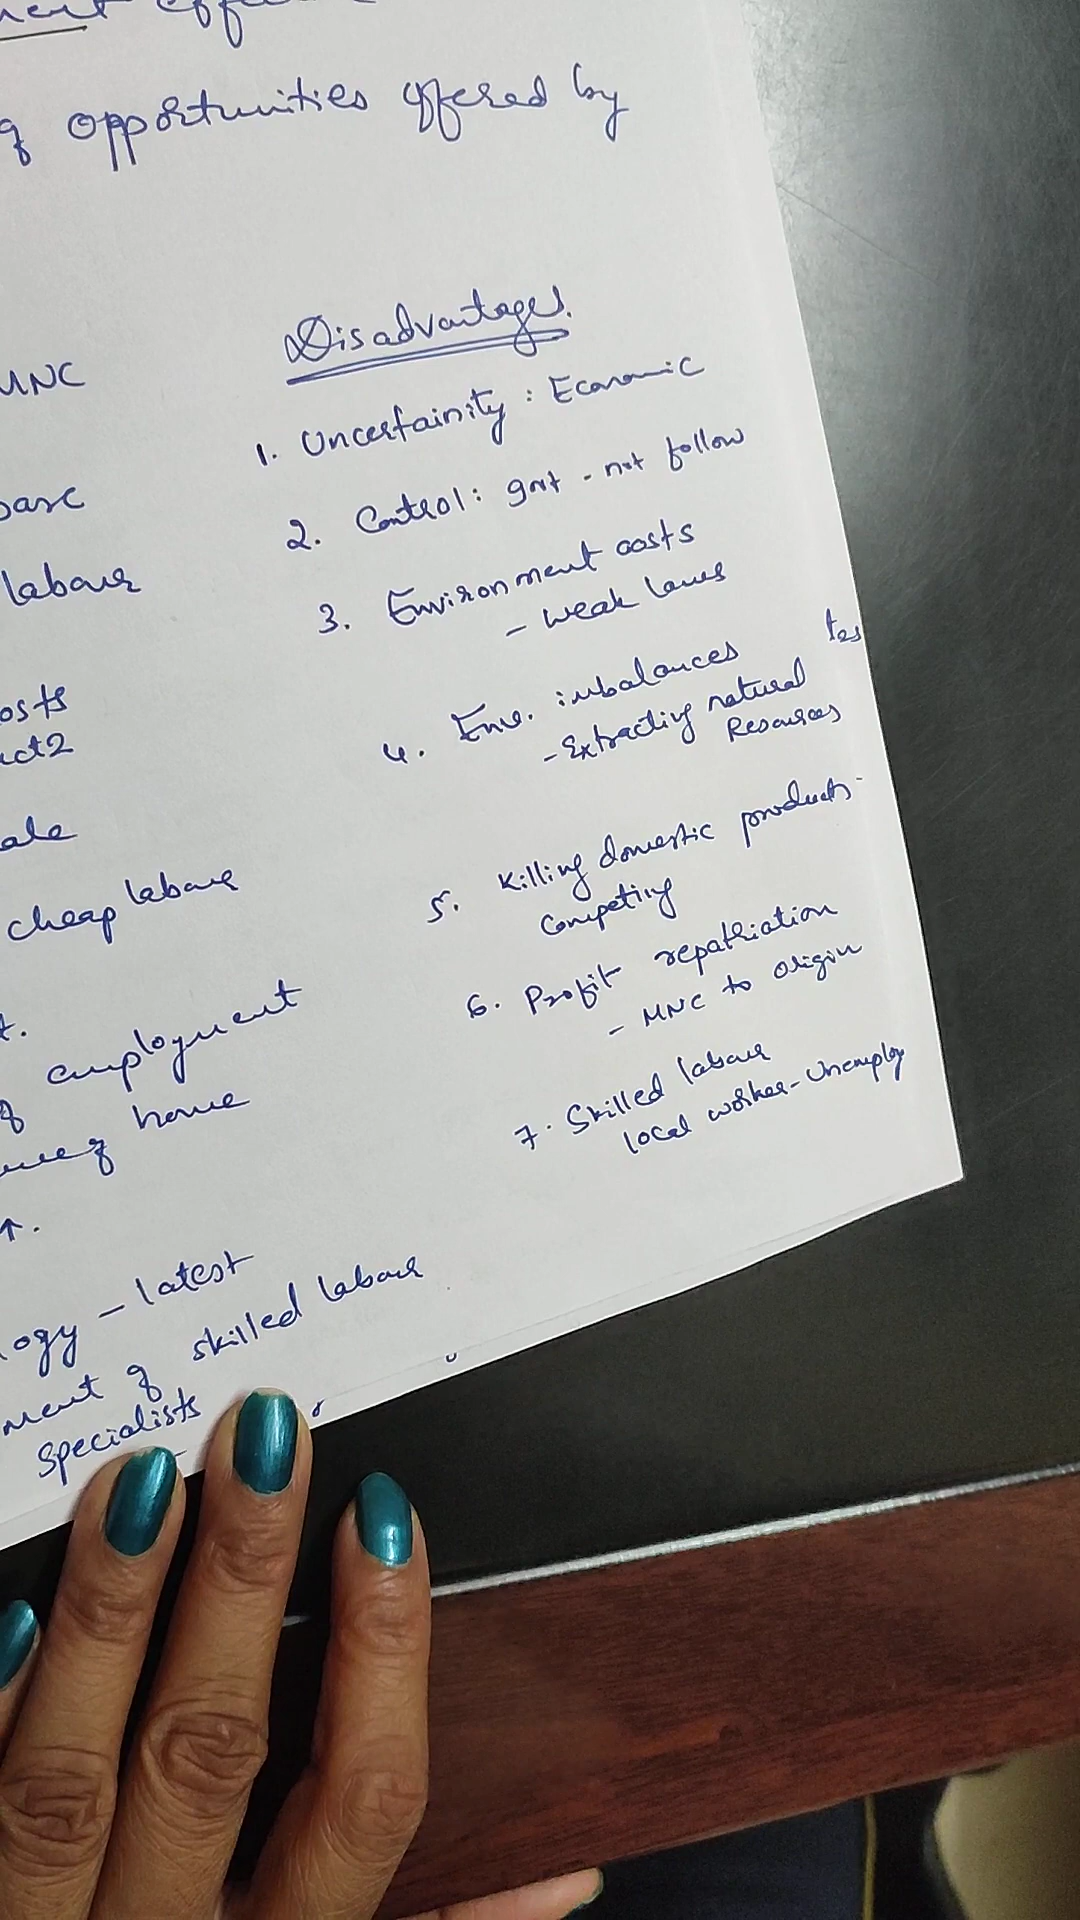 opportunities offered by
MNC
labour
cheap labour
employment
home
latest
skilled labour
specialists
Disadvantages.
1. Uncertainity : Economic
2. Control : govt - not follow
3. Environment costs
- weak laws
4. Env. imbalances
- Extracting natural
Resources
5. Killing domestic products
Competing
6. Profit repatriation
- MNC to origin
7. Skilled labour
local worker - Unemploy